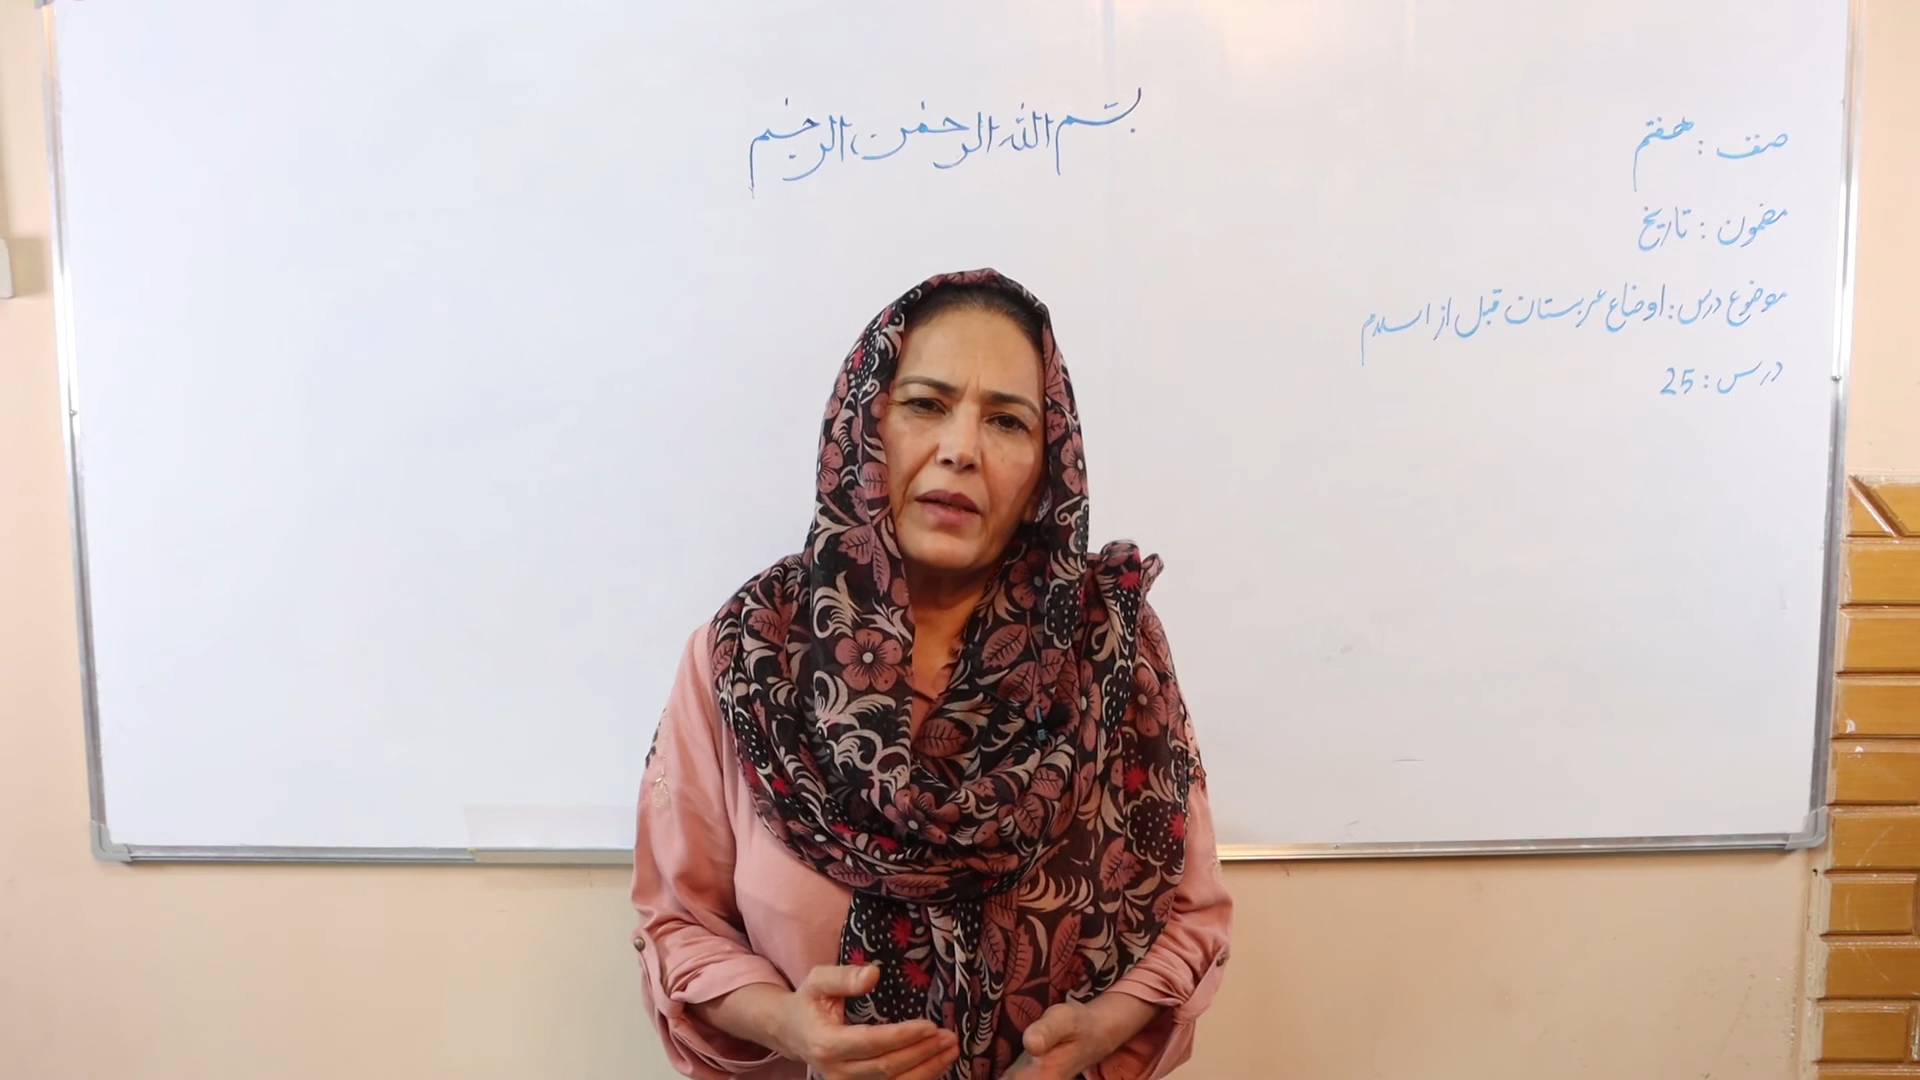 بسم الله الرحمن الرحیم
صنف : هفتم
مضمون : تاریخ
موضوع درس : اوضاع عربستان قبل از اسلام
درس : 25